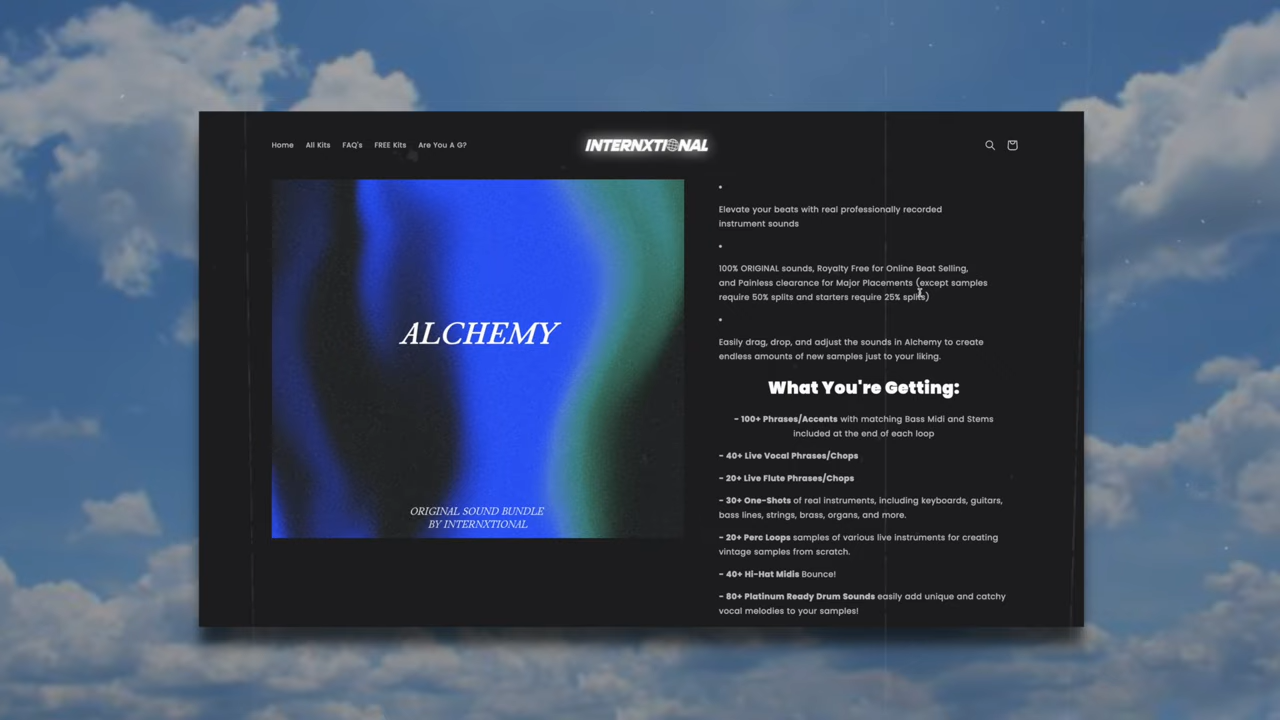 Home All Kits FAQ's FREE Kits Are You A G?
INTERNXTIONAL
ALCHEMY
ORIGINAL SOUND BUNDLE
BY INTERNXTIONAL
Elevate your beats with real professionally recorded
instrument sounds
100% ORIGINAL sounds, Royalty Free for Online Beat Selling,
and Painless clearance for Major Placements (except samples
require 50% splits and starters require 25% splits)
Easily drag, drop, and adjust the sounds in Alchemy to create
endless amounts of new samples just to your liking.
What You're Getting:
- 100+ Phrases/Accents with matching Bass Midi and Stems
included at the end of each loop
- 40+ Live Vocal Phrases/Chops
- 20+ Live Flute Phrases/Chops
- 30+ One-Shots of real instruments, including keyboards, guitars,
bass lines, strings, brass, organs, and more.
- 20+ Perc Loops samples of various live instruments for creating
vintage samples from scratch.
- 40+ Hi-Hat Midis Bounce!
- 80+ Platinum Ready Drum Sounds easily add unique and catchy
vocal melodies to your samples!